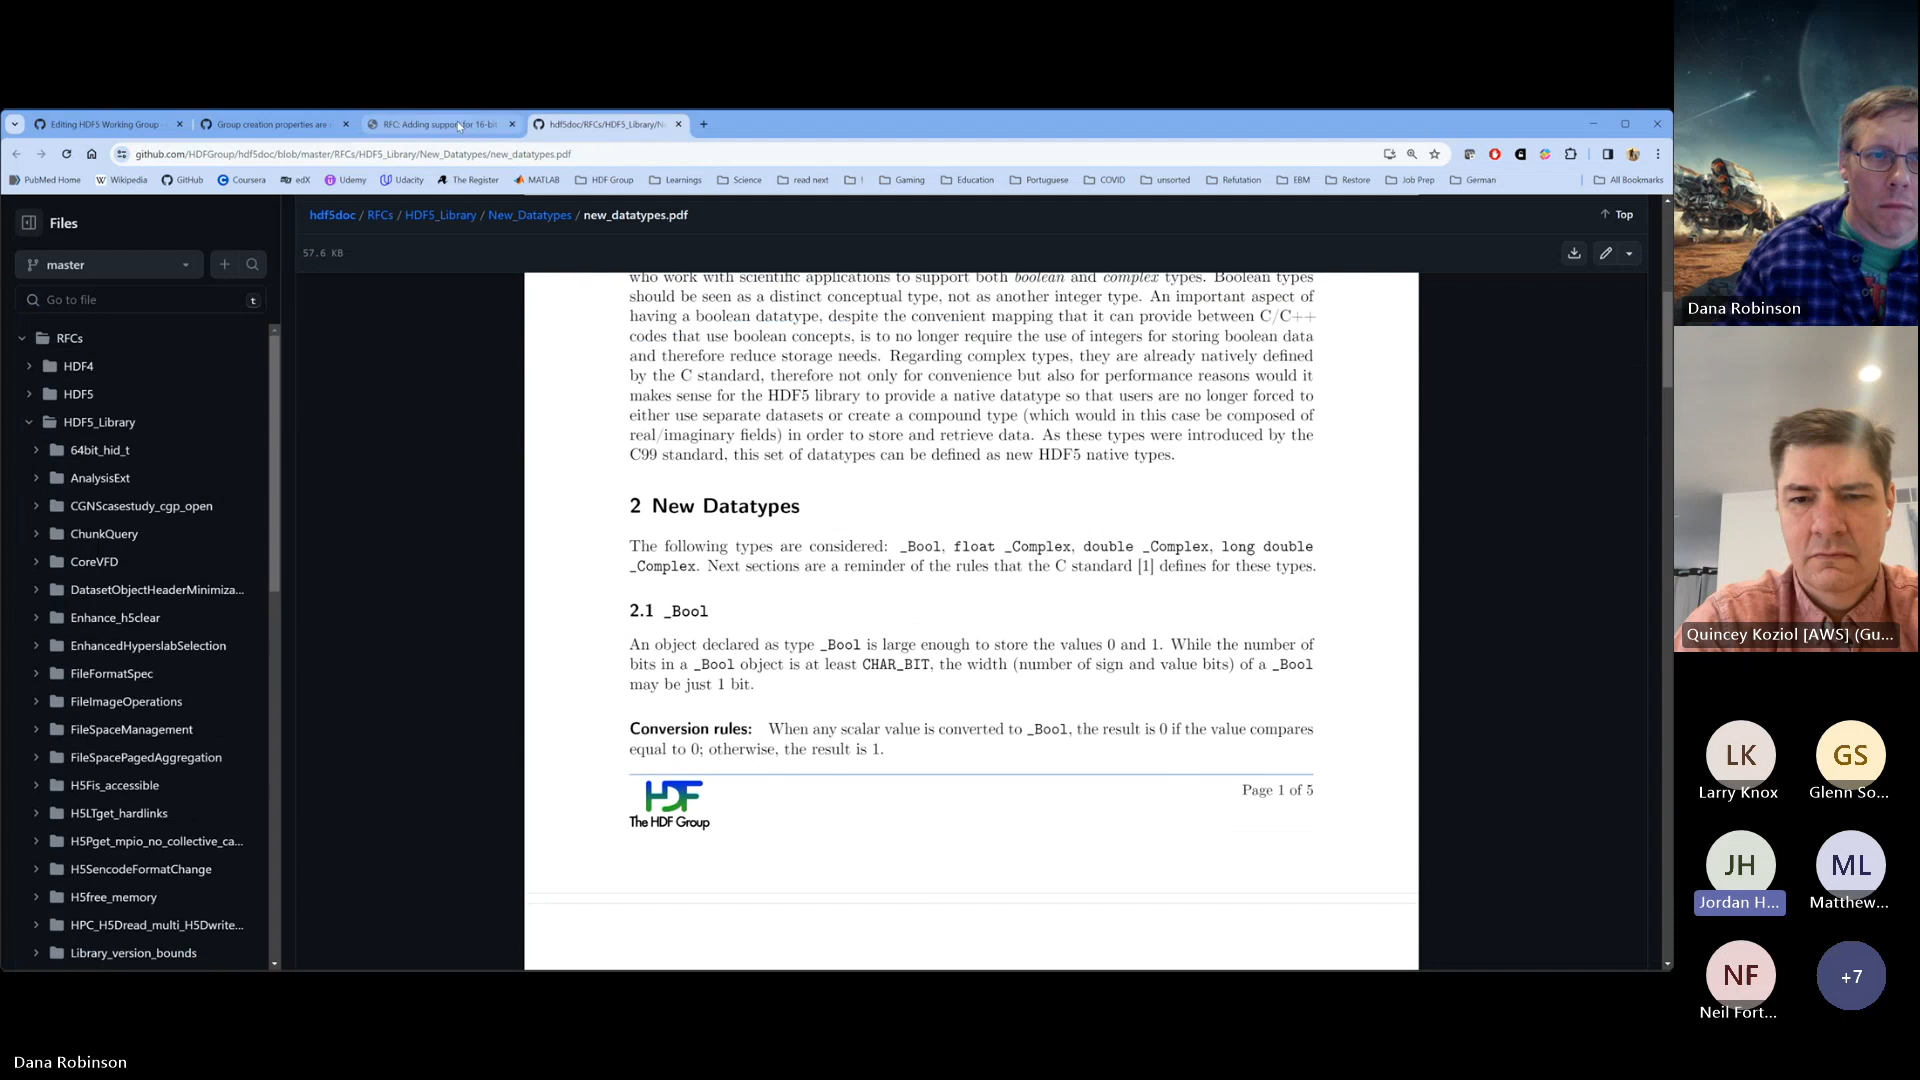 Editing HDF5 Working Group
Group creation properties are
RFC: Adding support for 16-bit
hdf5doc/RFCs/HDF5_Library/N
github.com/HDFGroup/hdf5doc/blob/master/RFCs/HDF5_Library/New_Datatypes/new_datatypes.pdf
PubMed Home
Wikipedia
GitHub
Coursera
edX
Udemy
Udacity
The Register
MATLAB
HDF Group
Learnings
Science
read next
!
Gaming
Education
Portuguese
COVID
unsorted
Refutation
EBM
Restore
Job Prep
German
All Bookmarks
Files
master
Go to file
t
RFCs
HDF4
HDF5
HDF5_Library
64bit_hid_t
AnalysisExt
CGNScasestudy_cgp_open
ChunkQuery
CoreVFD
DatasetObjectHeaderMinimiza...
Enhance_h5clear
EnhancedHyperslabSelection
FileFormatSpec
FileImageOperations
FileSpaceManagement
FileSpacePagedAggregation
H5Fis_accessible
H5LTget_hardlinks
H5Pget_mpio_no_collective_ca...
H5SencodeFormatChange
H5free_memory
HPC_H5Dread_multi_H5Dwrite...
Library_version_bounds
hdf5doc / RFCs / HDF5_Library / New_Datatypes / new_datatypes.pdf
Top
57.6 KB
who work with scientific applications to support both boolean and complex types. Boolean types
should be seen as a distinct conceptual type, not as another integer type. An important aspect of
having a boolean datatype, despite the convenient mapping that it can provide between C/C++
codes that use boolean concepts, is to no longer require the use of integers for storing boolean data
and therefore reduce storage needs. Regarding complex types, they are already natively defined
by the C standard, therefore not only for convenience but also for performance reasons would it
makes sense for the HDF5 library to provide a native datatype so that users are no longer forced to
either use separate datasets or create a compound type (which would in this case be composed of
real/imaginary fields) in order to store and retrieve data. As these types were introduced by the
C99 standard, this set of datatypes can be defined as new HDF5 native types.
2 New Datatypes
The following types are considered: _Bool, float _Complex, double _Complex, long double
_Complex. Next sections are a reminder of the rules that the C standard [1] defines for these types.
2.1 _Bool
An object declared as type _Bool is large enough to store the values 0 and 1. While the number of
bits in a _Bool object is at least CHAR_BIT, the width (number of sign and value bits) of a _Bool
may be just 1 bit.
Conversion rules: When any scalar value is converted to _Bool, the result is 0 if the value compares
equal to 0; otherwise, the result is 1.
HDF
The HDF Group
Page 1 of 5
Dana Robinson
Quincey Koziol [AWS] (Gu...
LK
Larry Knox
GS
Glenn So...
JH
Jordan H...
ML
Matthew...
NF
Neil Fort...
+7
Dana Robinson